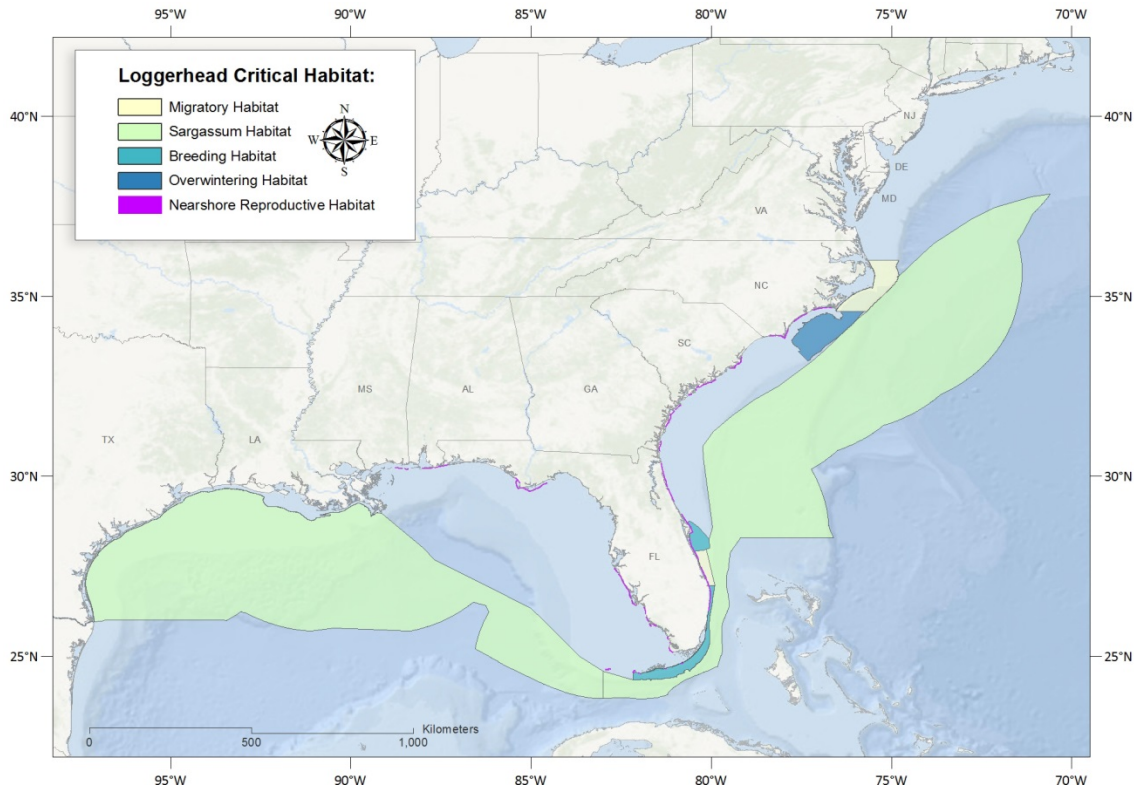 95°W 90°W 85°W 80°W 75°W 70°W
Loggerhead Critical Habitat:
Migratory Habitat
Sargassum Habitat
Breeding Habitat
Overwintering Habitat
Nearshore Reproductive Habitat
N
W E
S
40°N 40°N
NJ
DE
MD
VA
35°N 35°N
NC
SC
MS AL GA
TX LA
30°N 30°N
FL
25°N 25°N
Kilometers
0 500 1,000
95°W 90°W 85°W 80°W 75°W 70°W